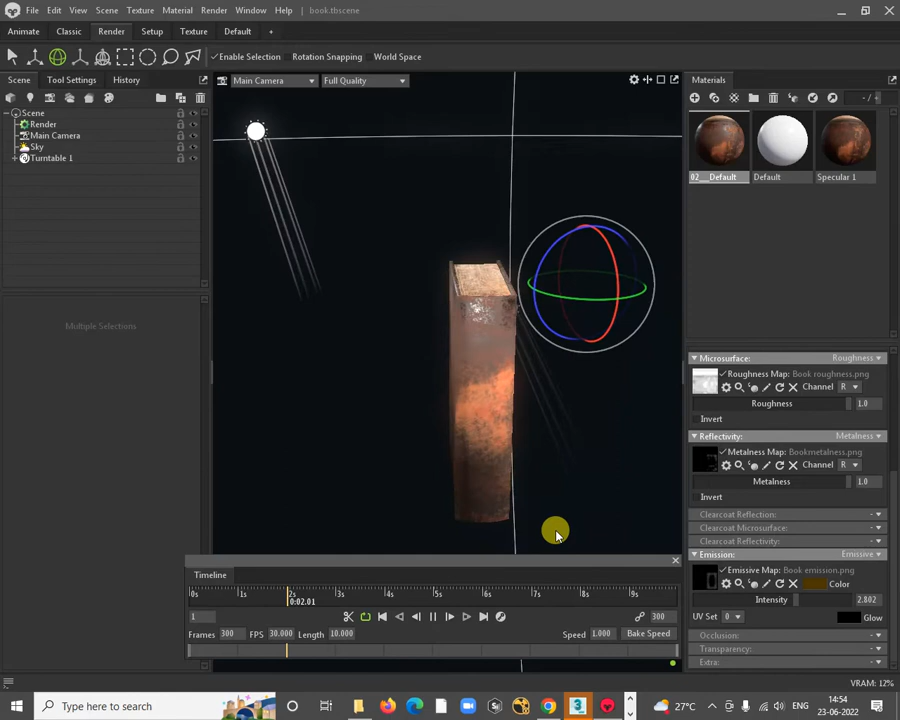 File Edit View Capture Help book.tbscene
Scene Texture Material Render Window Help
Animate Classic Render Setup Texture Default +
Enable Selection Rotation Snapping World Space
Scene Tool Settings History
Main Camera Full Quality
Materials
- /
Scene
Render
Main Camera
Sky
Turntable 1
02__Default Default Specular 1
Multiple Selections
Microsurface: Roughness
Roughness Map: Book roughness.png
Channel R
Roughness 1.0
Invert
Reflectivity: Metalness
Metalness Map: Bookmetalness.png
Channel R
Metalness 1.0
Invert
Clearcoat Reflection:
Clearcoat Microsurface:
Clearcoat Reflectivity:
Emission: Emissive
Emissive Map: Book emission.png
Color
Intensity 2.802
UV Set 0 Glow
Occlusion:
Transparency:
Extra:
Timeline
0s 1s 2s 3s 4s 5s 6s 7s 8s 9s
0:02.01
1 300
Frames 300 FPS 30.000 Length 10.000 Speed 1.000 Bake Speed
VRAM: 12%
Type here to search
27°C
ENG
14:54
23-06-2022